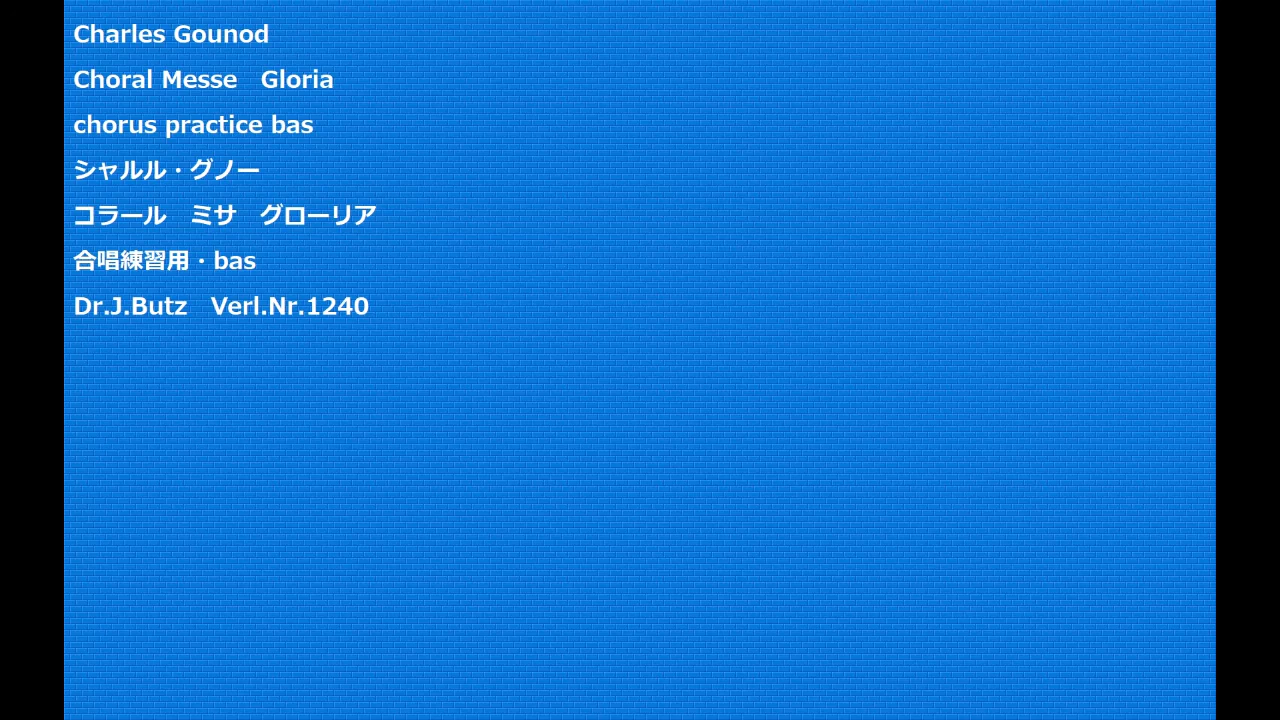 Charles Gounod
Choral Messe　Gloria
chorus practice bas
シャルル・グノー
コラール　ミサ　グローリア
合唱練習用・bas
Dr.J.Butz　Verl.Nr.1240